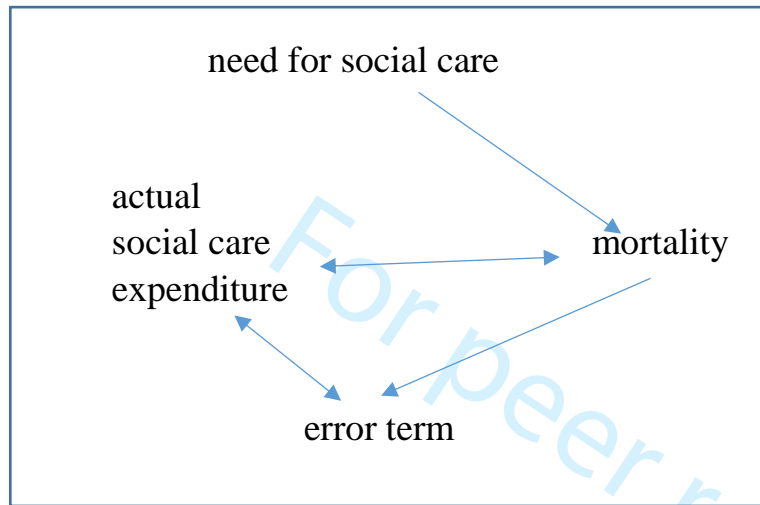 need for social care
actual
social care
expenditure
mortality
error term
For peer r